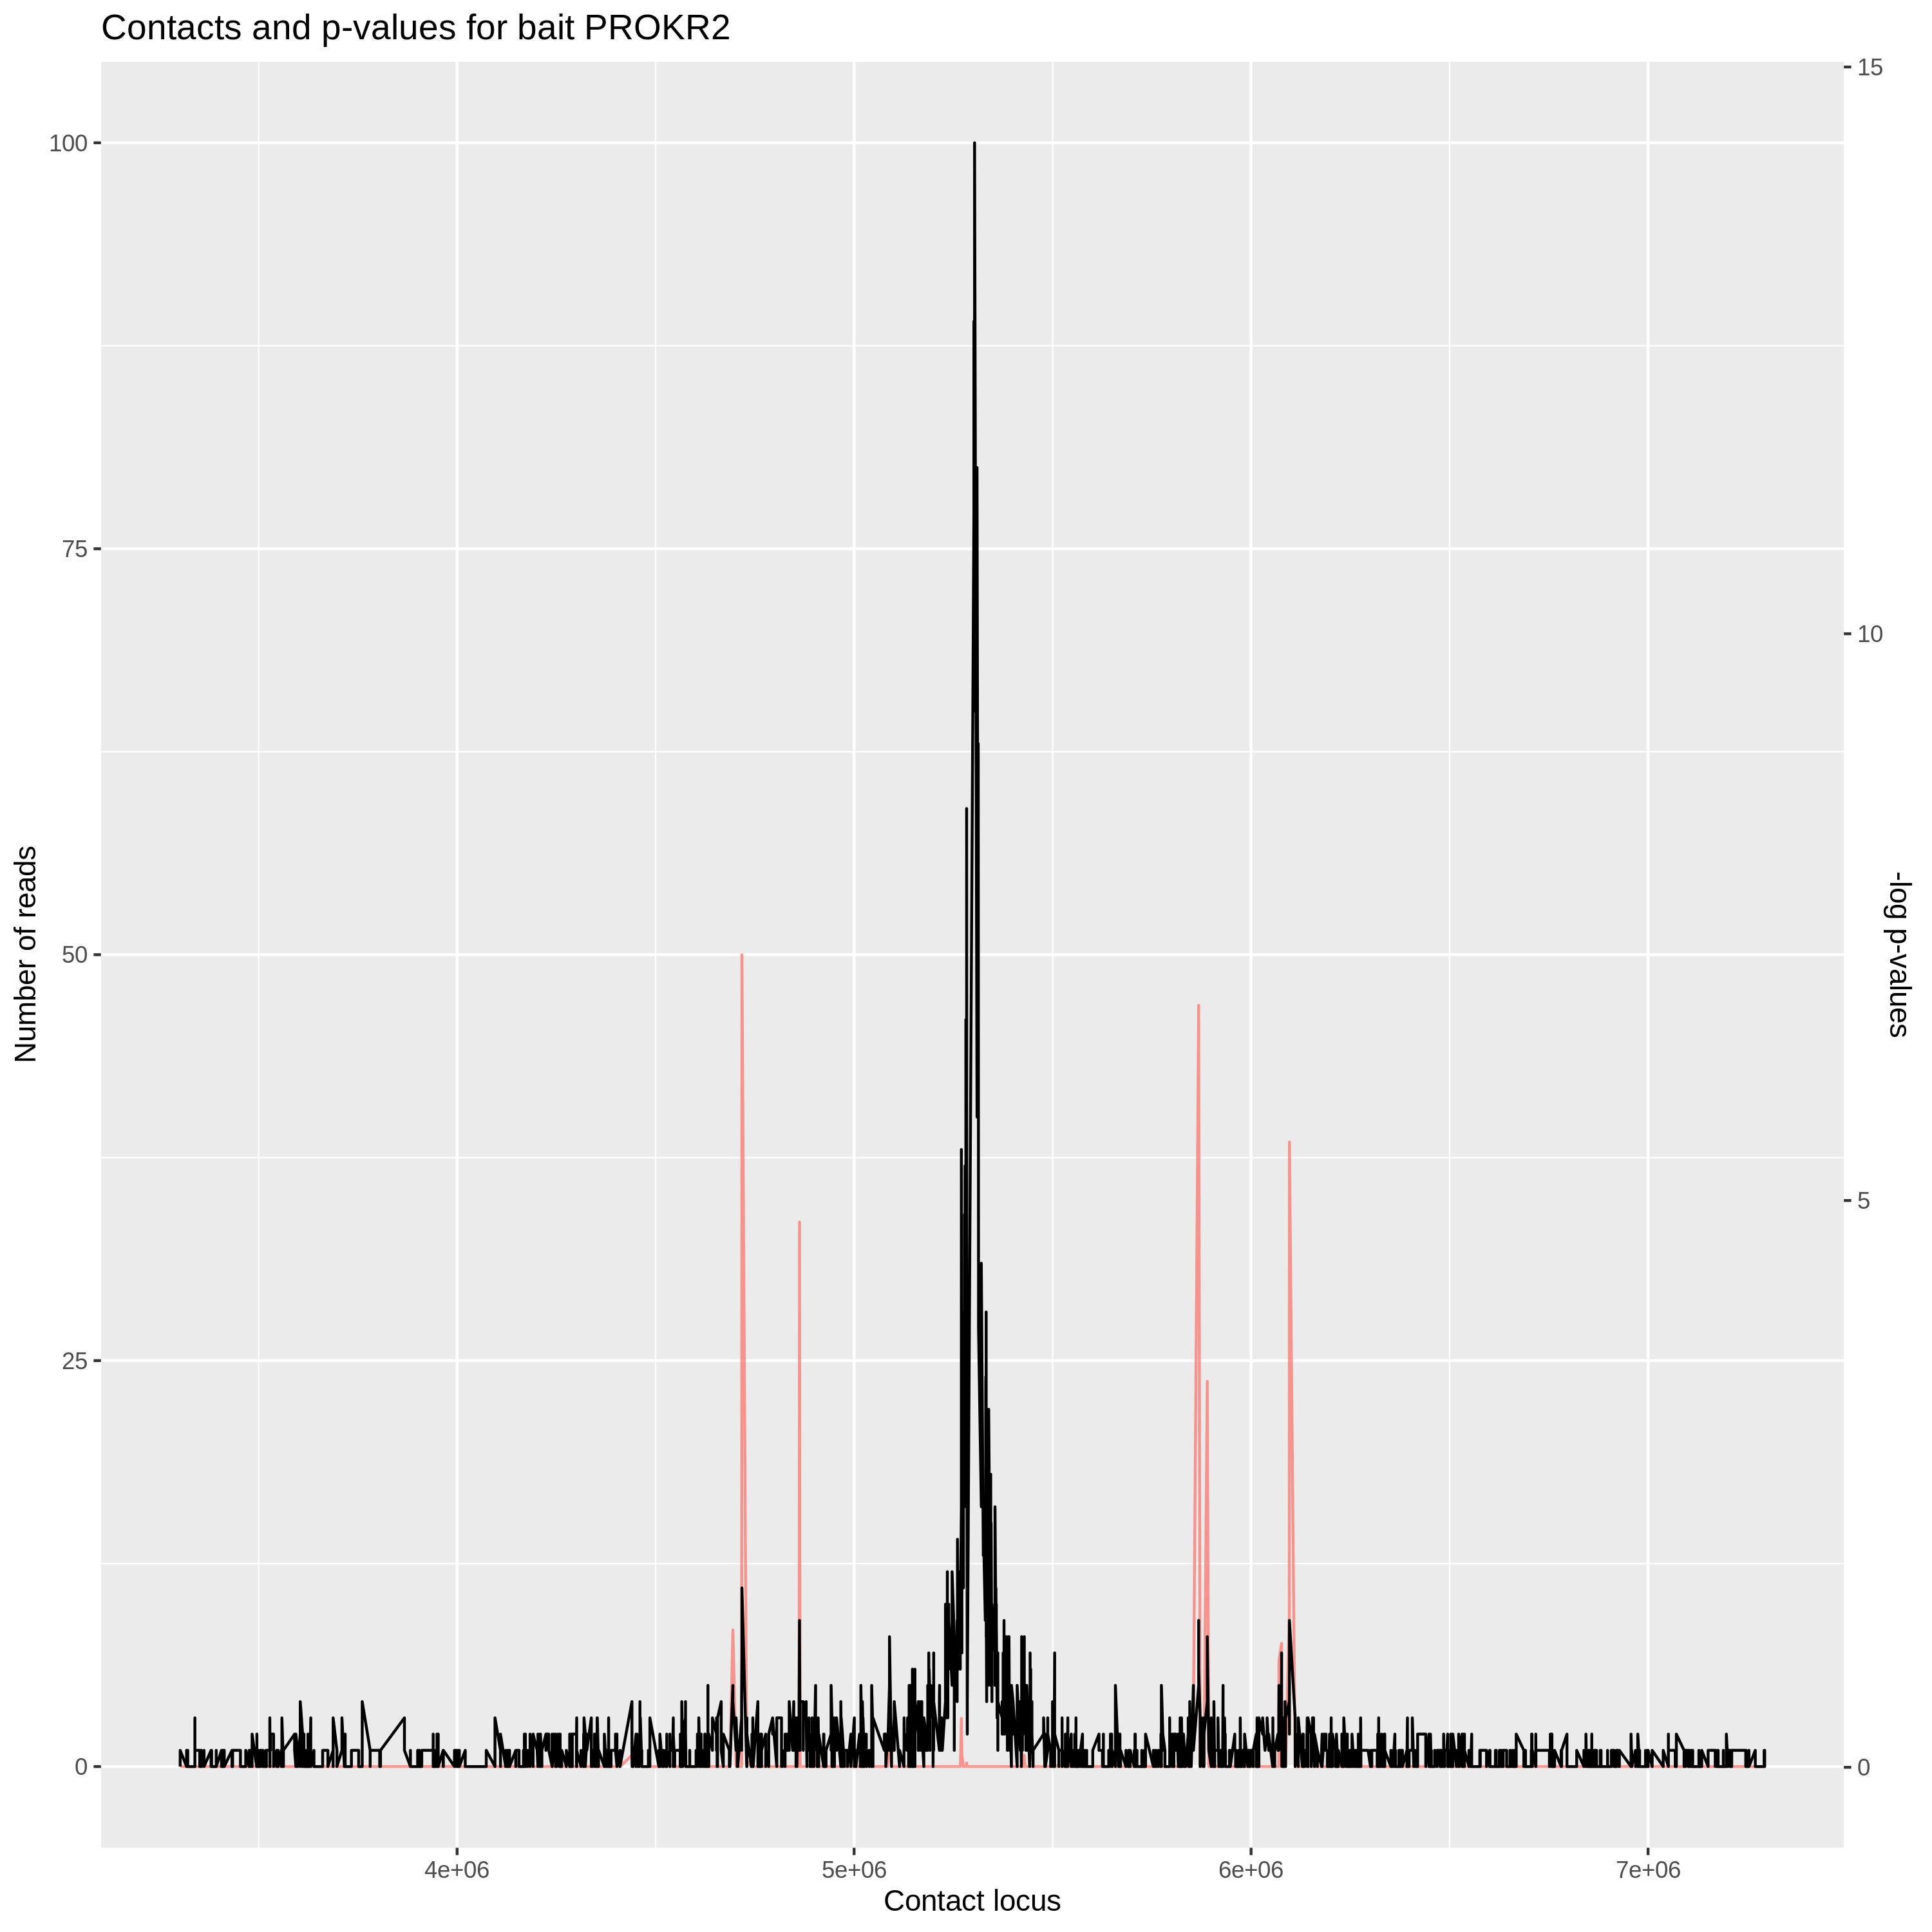 Contacts and p-values for bait PROKR2
15
100
75
10
Number of reads
-log p-values
50
5
25
0
0
4e+06
5e+06
6e+06
7e+06
Contact locus